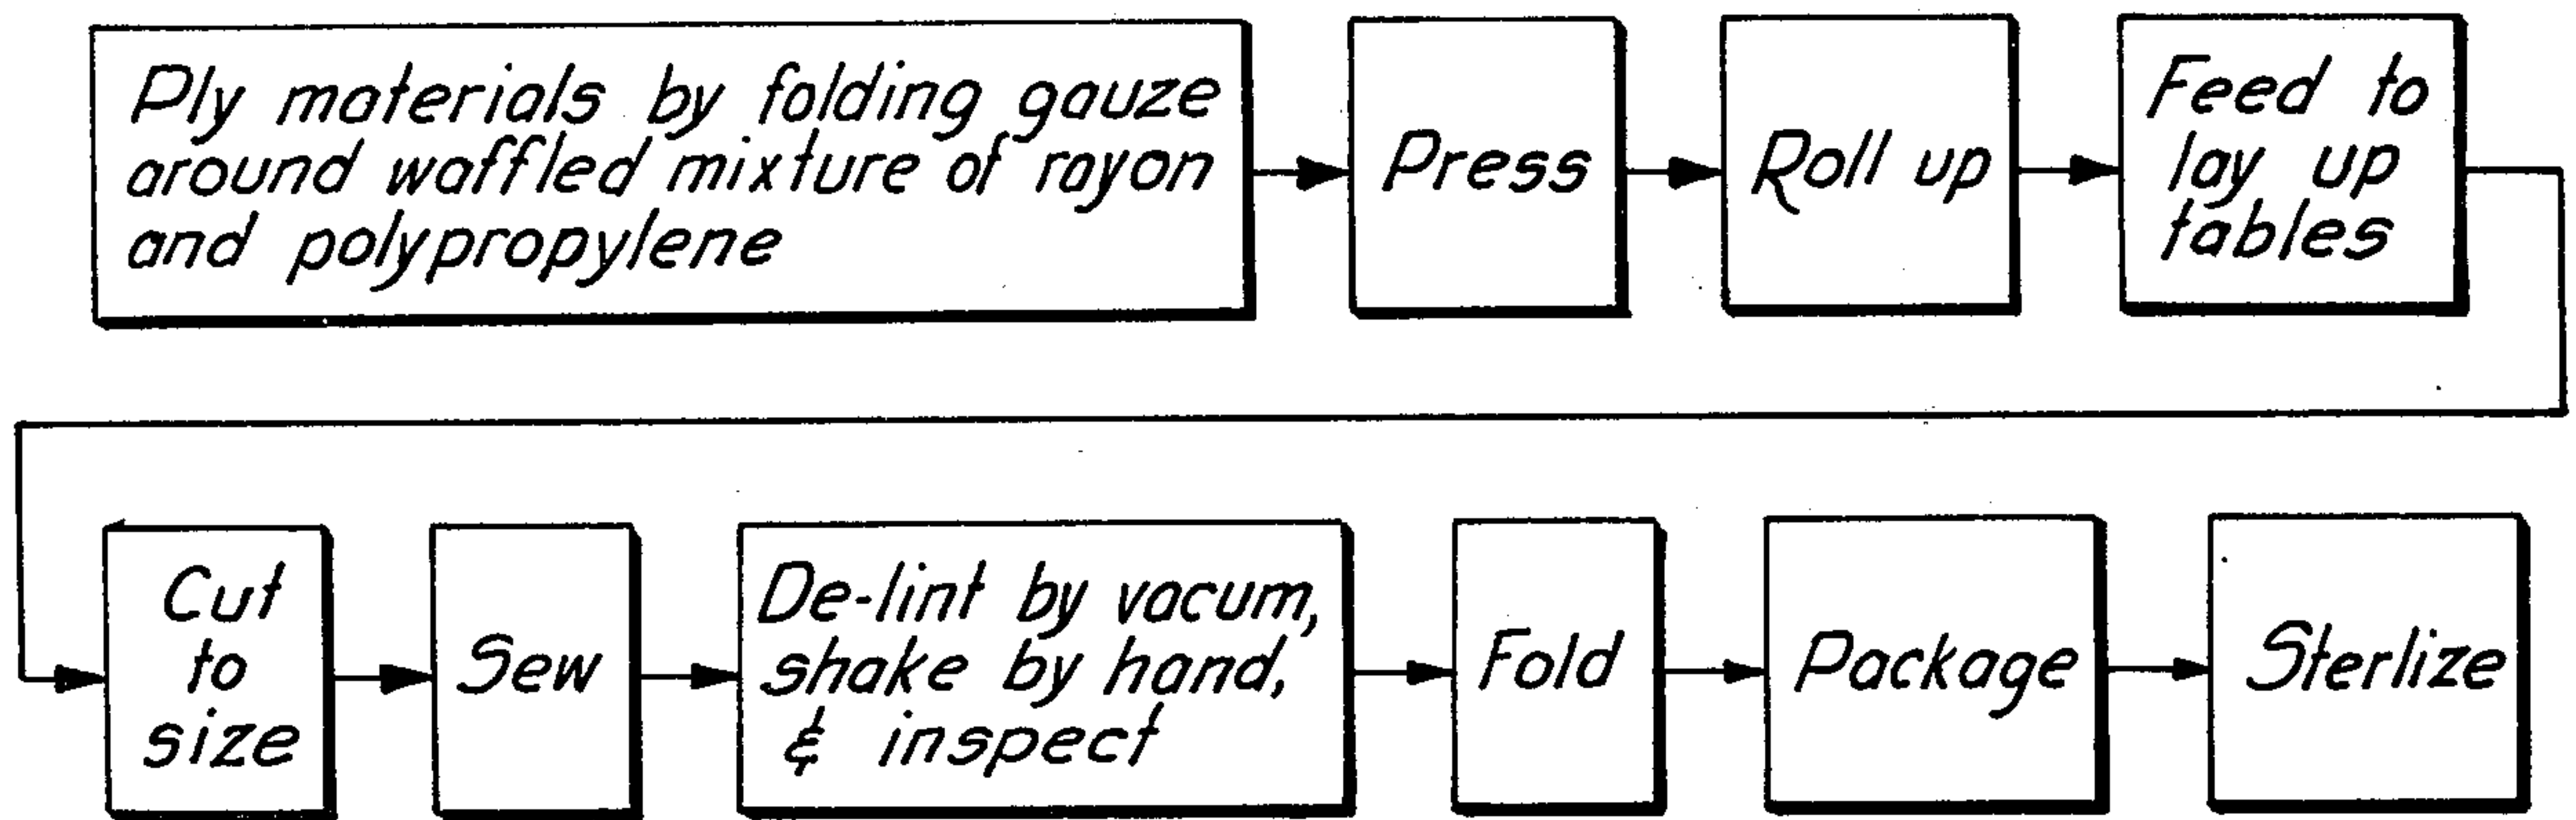 Ply materials by folding gauze
around waffled mixture of rayon
and polypropylene
Press
Roll up
Feed to
lay up
tables
Cut
to
size
Sew
De-lint by vacum,
shake by hand,
& inspect
Fold
Package
Sterlize